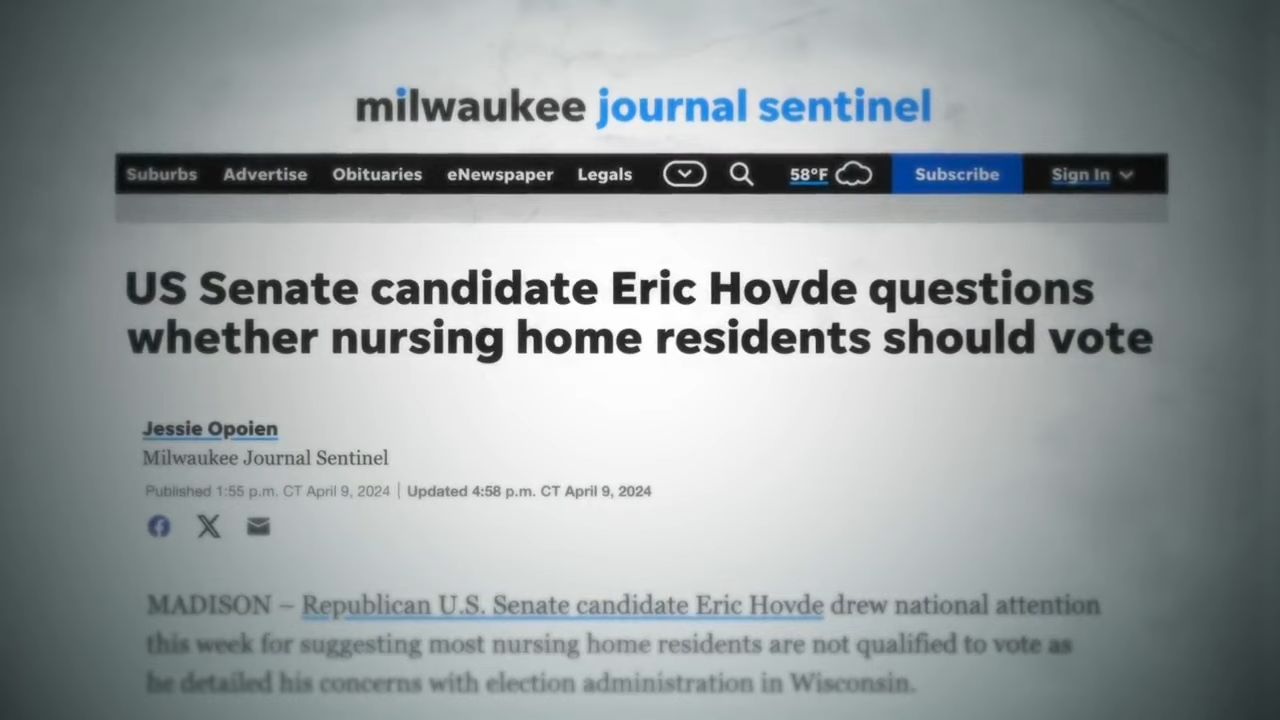 milwaukee journal sentinel
Suburbs Advertise Obituaries eNewspaper Legals 58°F Subscribe Sign In
US Senate candidate Eric Hovde questions
whether nursing home residents should vote
Jessie Opoien
Milwaukee Journal Sentinel
Published 1:55 p.m. CT April 9, 2024 | Updated 4:58 p.m. CT April 9, 2024
MADISON – Republican U.S. Senate candidate Eric Hovde drew national attention
this week for suggesting most nursing home residents are not qualified to vote as
he detailed his concerns with election administration in Wisconsin.